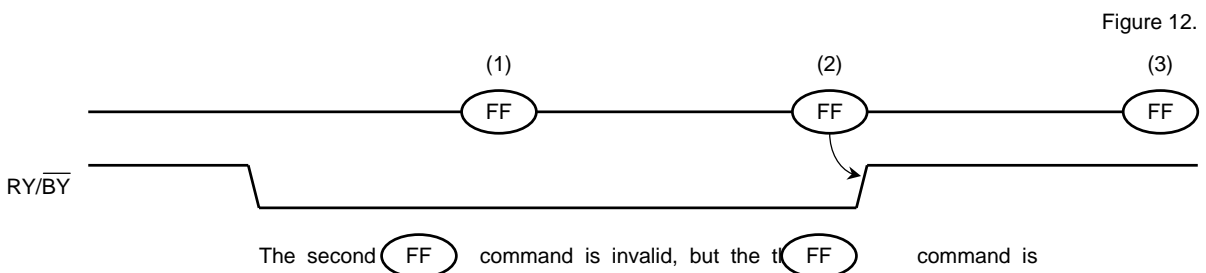 Figure 12.
(1) (2) (3)
FF FF FF
RY/BY
The second FF command is invalid, but the FF command is